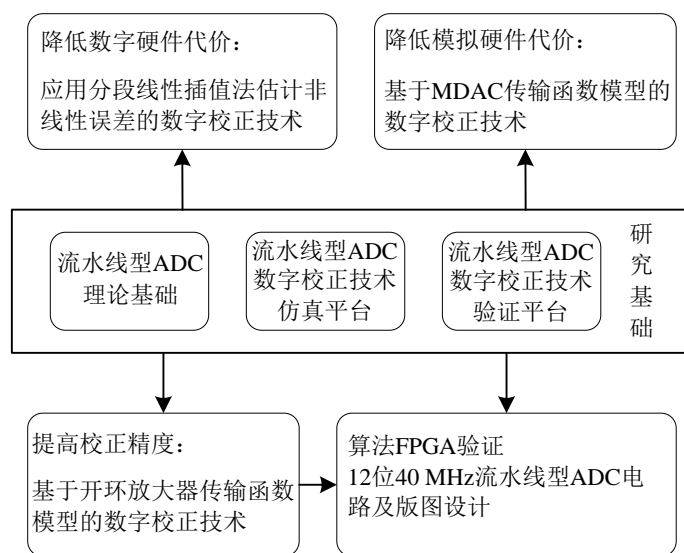 降低数字硬件代价：
应用分段线性插值法估计非
线性误差的数字校正技术
降低模拟硬件代价：
基于MDAC传输函数模型的
数字校正技术
流水线型ADC
理论基础
流水线型ADC
数字校正技术
仿真平台
流水线型ADC
数字校正技术
验证平台
研
究
基
础
提高校正精度：
基于开环放大器传输函数
模型的数字校正技术
算法FPGA验证
12位40 MHz流水线型ADC电
路及版图设计